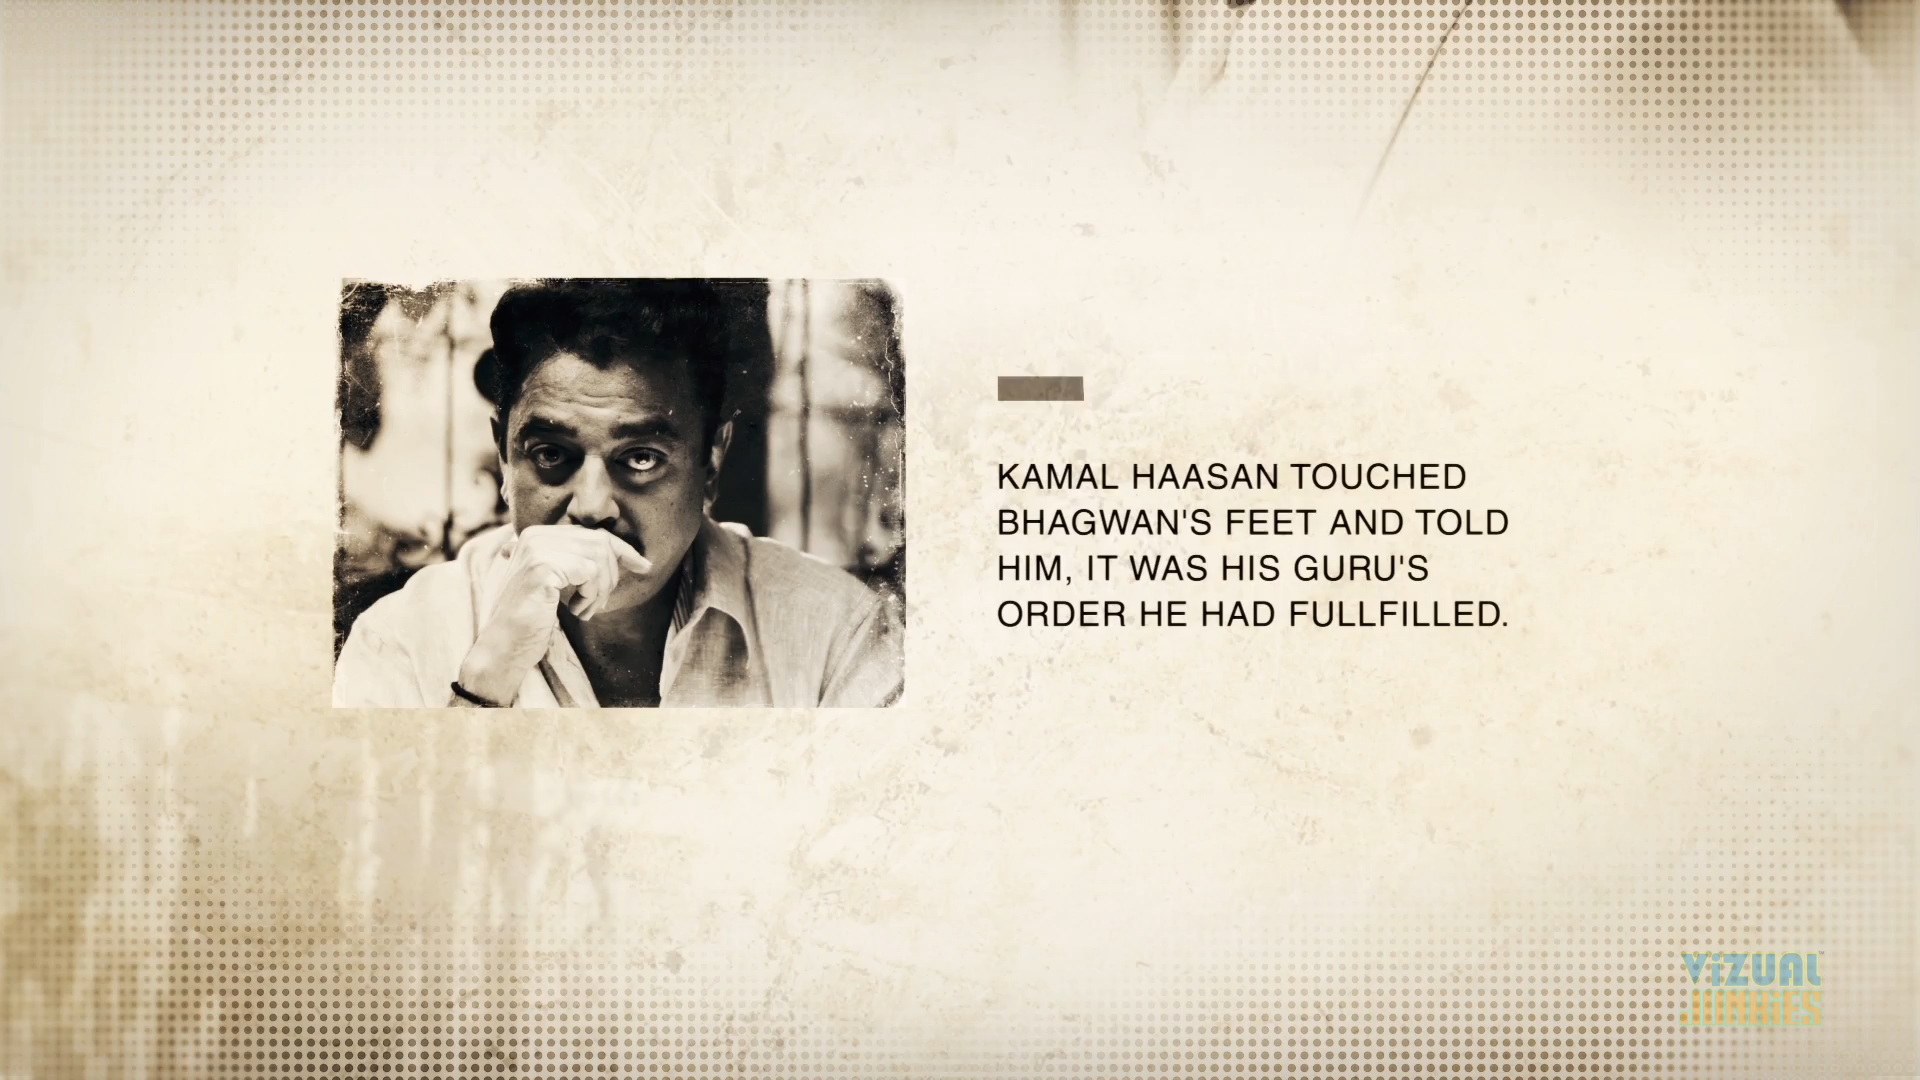 KAMAL HAASAN TOUCHED
BHAGWAN'S FEET AND TOLD
HIM, IT WAS HIS GURU'S
ORDER HE HAD FULLFILLED.
ViZUAL
JUNKiES